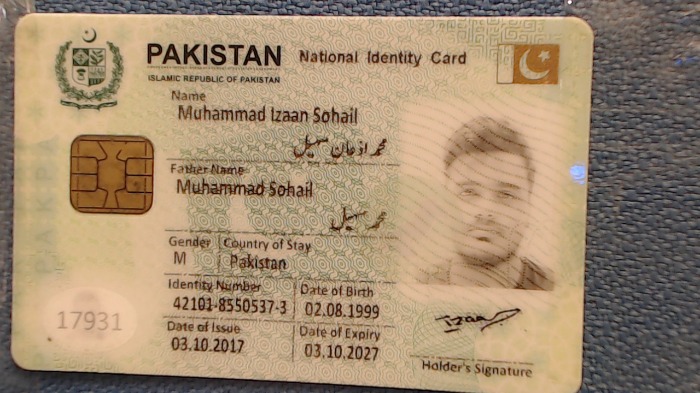 PAKISTAN National Identity Card
ISLAMIC REPUBLIC OF PAKISTAN
Name
Muhammad Izaan Sohail
محمد اذعان سہیل
Father Name
Muhammad Sohail
محمد سہیل
Gender Country of Stay
M Pakistan
Identity Number Date of Birth
42101-8550537-3 02.08.1999
17931
Date of Issue Date of Expiry
03.10.2017 03.10.2027
Izaan
Holder's Signature